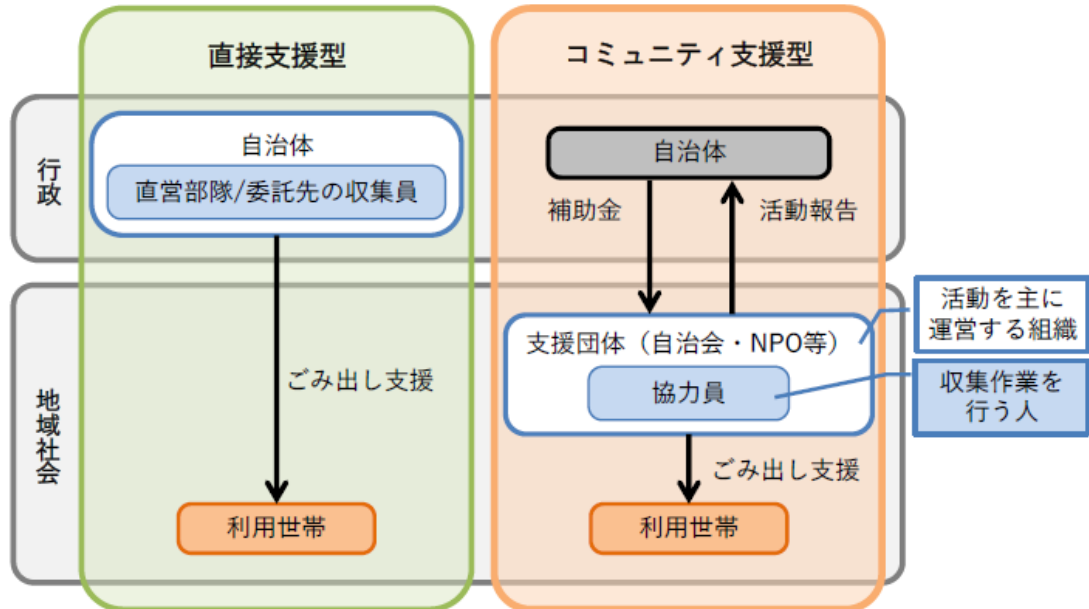 直接支援型
コミュニティ支援型
行政
自治体
直営部隊/委託先の収集員
自治体
補助金
活動報告
地域社会
ごみ出し支援
利用世帯
支援団体（自治会・NPO等）
協力員
ごみ出し支援
利用世帯
活動を主に
運営する組織
収集作業を
行う人